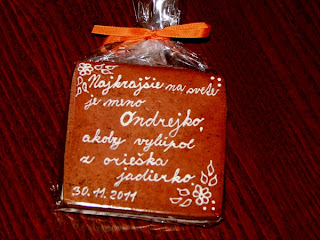 Najkrajšie na svete
je meno
Ondrejko,
akoby vylúpol
z orieška
jadierko.
30.11.2011